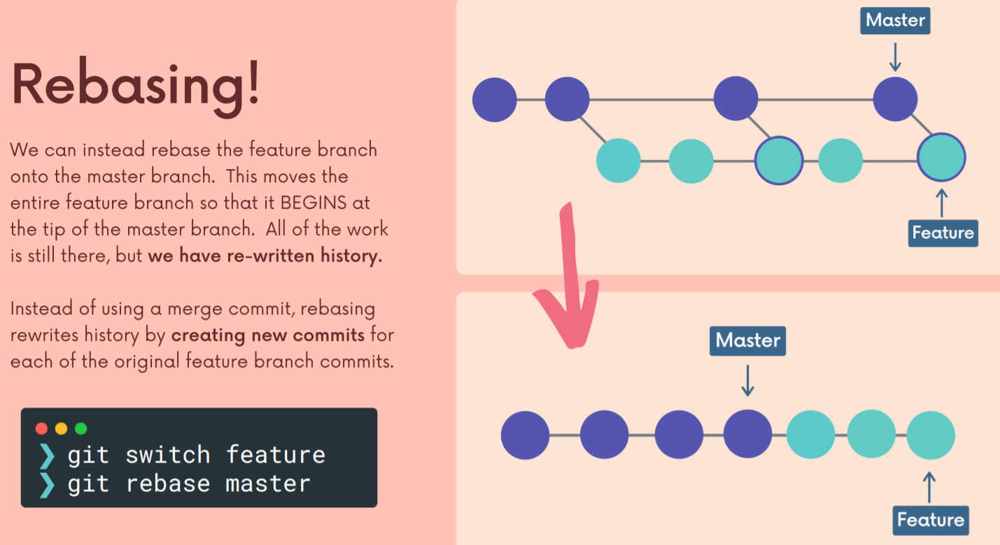 Rebasing!
We can instead rebase the feature branch
onto the master branch.  This moves the
entire feature branch so that it BEGINS at
the tip of the master branch.  All of the work
is still there, but we have re-written history.
Instead of using a merge commit, rebasing
rewrites history by creating new commits for
each of the original feature branch commits.
❯ git switch feature
❯ git rebase master
Master
Feature
Master
Feature